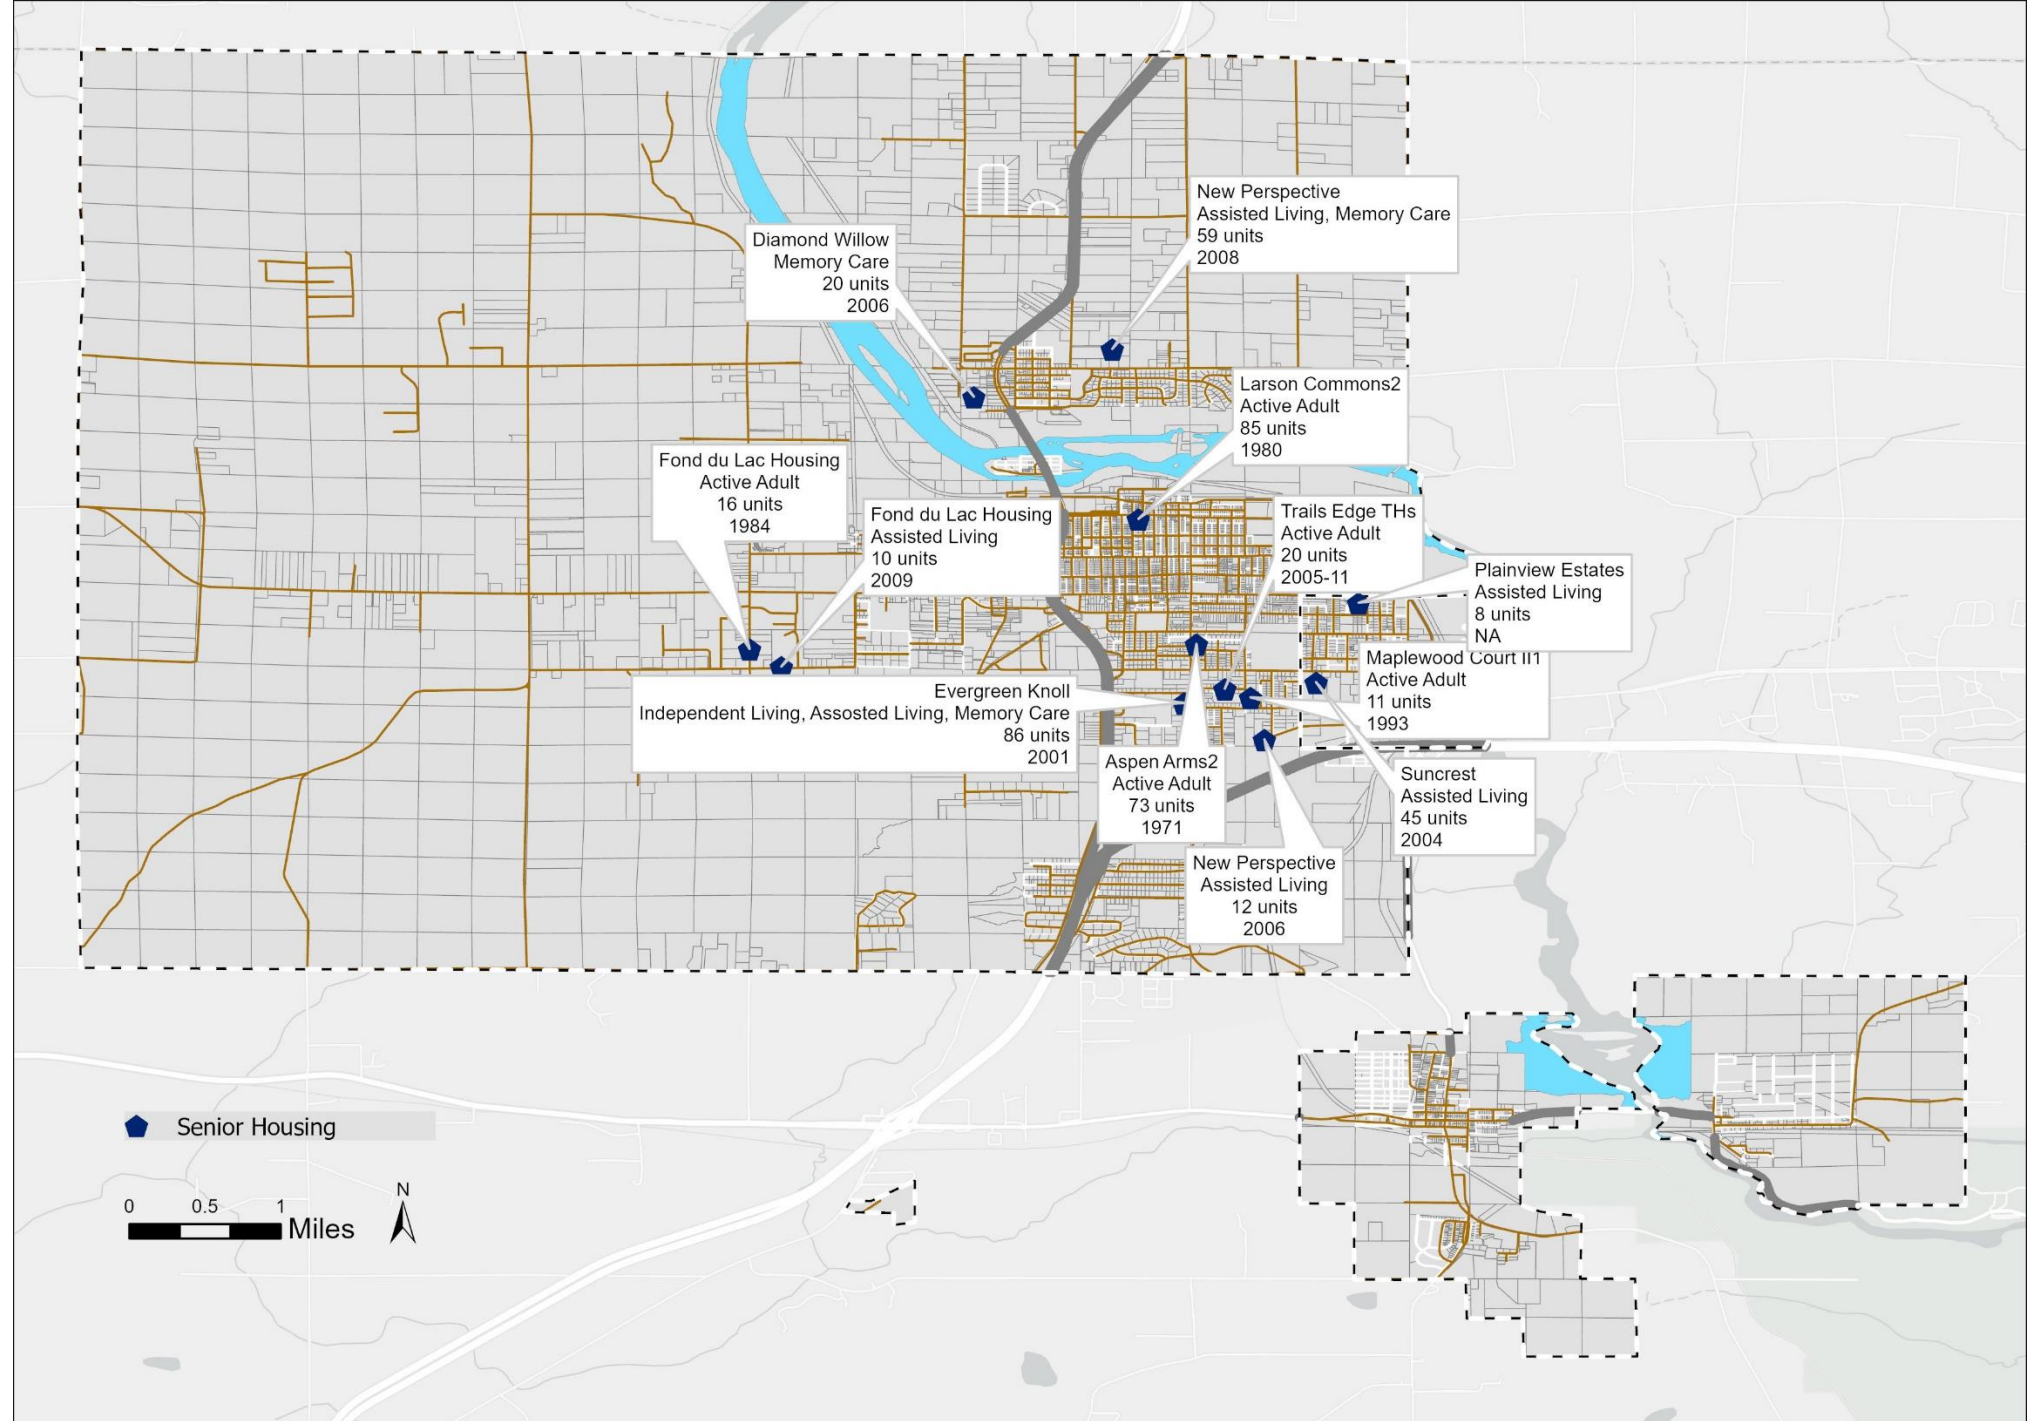 New Perspective
Assisted Living, Memory Care
59 units
2008
Diamond Willow
Memory Care
20 units
2006
Larson Commons2
Active Adult
85 units
1980
Fond du Lac Housing
Active Adult
16 units
1984
Fond du Lac Housing
Assisted Living
10 units
2009
Trails Edge THs
Active Adult
20 units
2005-11
Plainview Estates
Assisted Living
8 units
NA
Maplewood Court II1
Active Adult
11 units
1993
Evergreen Knoll
Independent Living, Assosted Living, Memory Care
86 units
2001
Aspen Arms2
Active Adult
73 units
1971
Suncrest
Assisted Living
45 units
2004
New Perspective
Assisted Living
12 units
2006
Senior Housing
0 0.5 1
Miles
N